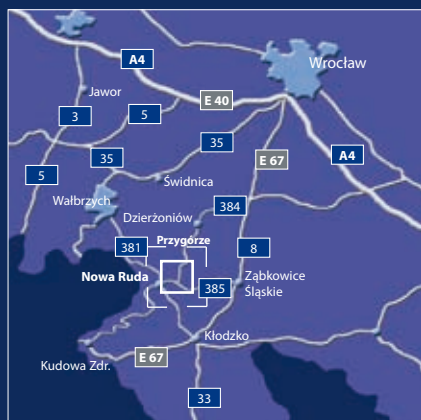 A4
Wrocław
Jawor
E 40
3
5
35
A4
35
E 67
5
Świdnica
Wałbrzych
384
Dzierżoniów
381
Przygórze
8
Nowa Ruda
385
Ząbkowice
Śląskie
Kłodzko
Kudowa Zdr.
E 67
33